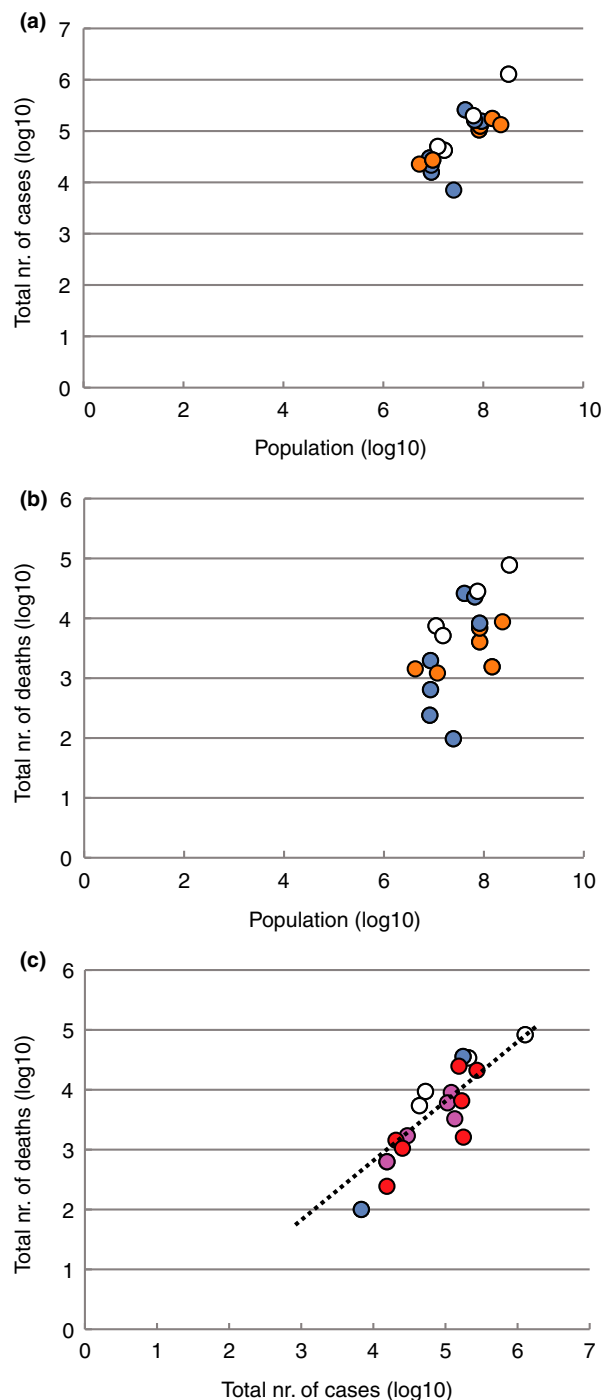 (a)
Total nr. of cases (log10)
7
6
5
4
3
2
1
0
0 2 4 6 8 10
Population (log10)
(b)
Total nr. of deaths (log10)
6
5
4
3
2
1
0
0 2 4 6 8 10
Population (log10)
(c)
Total nr. of deaths (log10)
6
5
4
3
2
1
0
0 1 2 3 4 5 6 7
Total nr. of cases (log10)